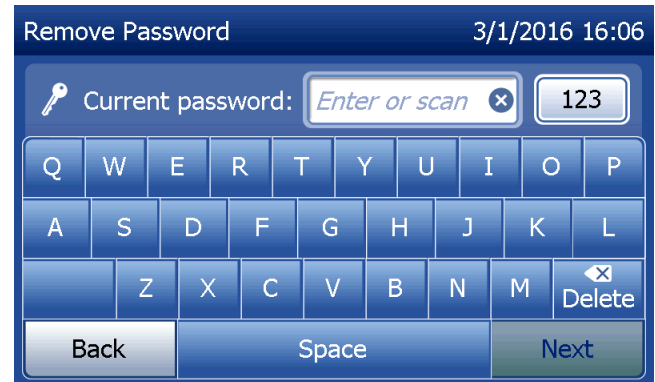 Remove Password 3/1/2016 16:06
Current password: Enter or scan 123
Q W E R T Y U I O P
A S D F G H J K L
Z X C V B N M Delete
Back Space Next